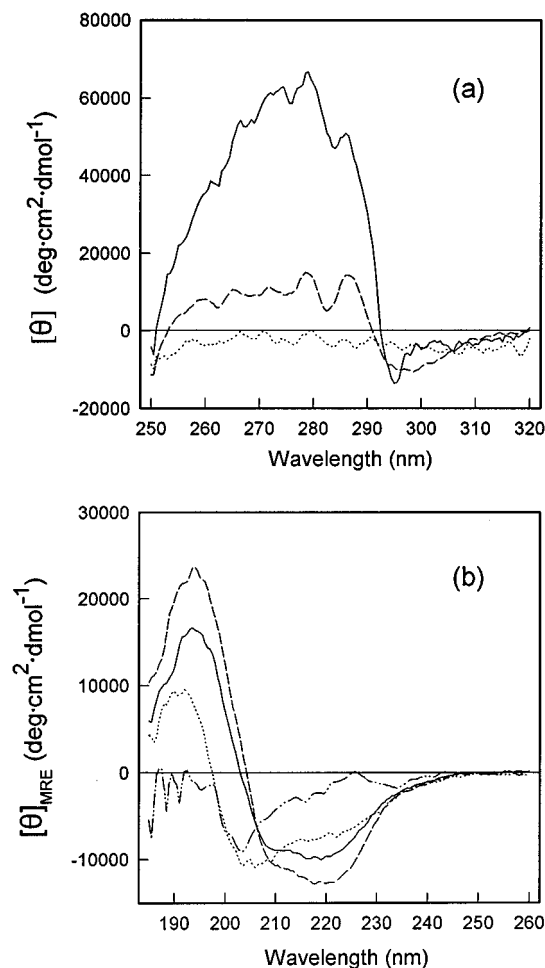 80000
60000
40000
20000
0
-20000
[θ] (deg·cm²·dmol⁻¹)
(a)
250 260 270 280 290 300 310 320
Wavelength (nm)
30000
20000
10000
0
-10000
[θ]MRE (deg·cm²·dmol⁻¹)
(b)
190 200 210 220 230 240 250 260
Wavelength (nm)